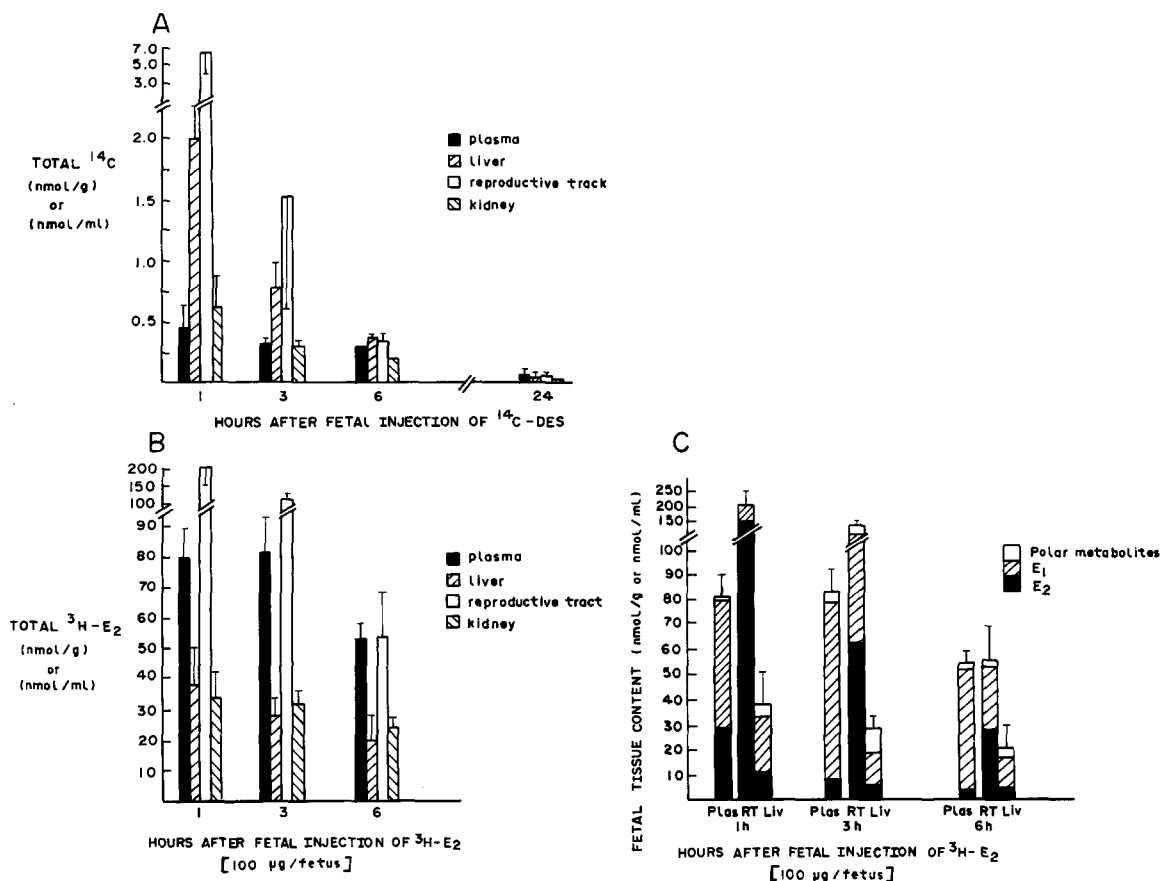 A
7.0
5.0
3.0
2.0
1.5
1.0
0.5
TOTAL 14C
(nmol/g)
or
(nmol/ml)
plasma
liver
reproductive track
kidney
1 3 6 24
HOURS AFTER FETAL INJECTION OF 14C-DES
B
200
100
90
80
70
60
50
40
30
20
10
TOTAL 3H-E2
(nmol/g)
or
(nmol/ml)
plasma
liver
reproductive tract
kidney
1 3 6
HOURS AFTER FETAL INJECTION OF 3H-E2
[100 µg/fetus]
C
250
200
150
100
80
60
50
40
30
20
10
FETAL TISSUE CONTENT (nmol/g or nmol/ml)
Polar metabolites
E1
E2
Plas RT Liv Plas RT Liv Plas RT Liv
1h 3h 6h
HOURS AFTER FETAL INJECTION OF 3H-E2
[100 µg/fetus]